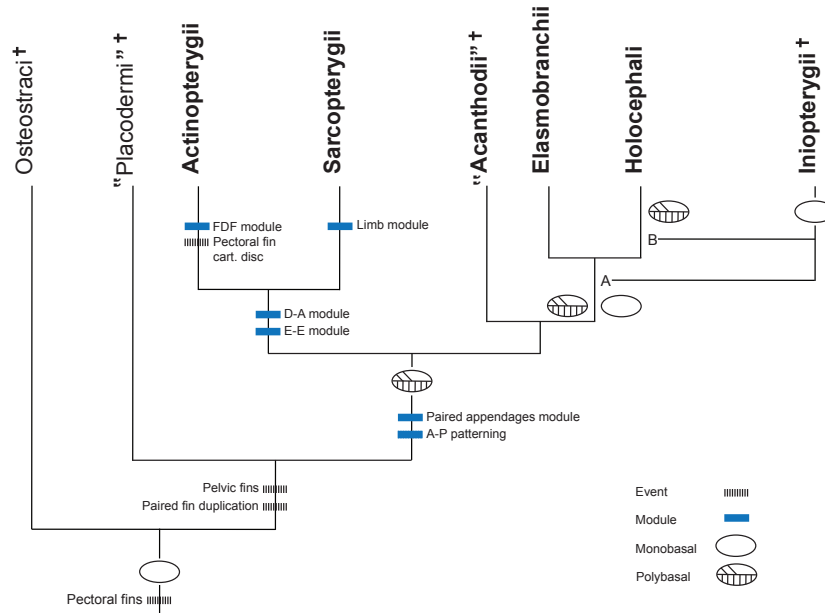 Osteostraci †
"Placodermi" †
Actinopterygii
Sarcopterygii
"Acanthodii" †
Elasmobranchii
Holocephali
Iniopterygii †
FDF module
Pectoral fin
cart. disc
Limb module
B
A
D-A module
E-E module
Paired appendages module
A-P patterning
Pelvic fins
Paired fin duplication
Pectoral fins
Event
Module
Monobasal
Polybasal